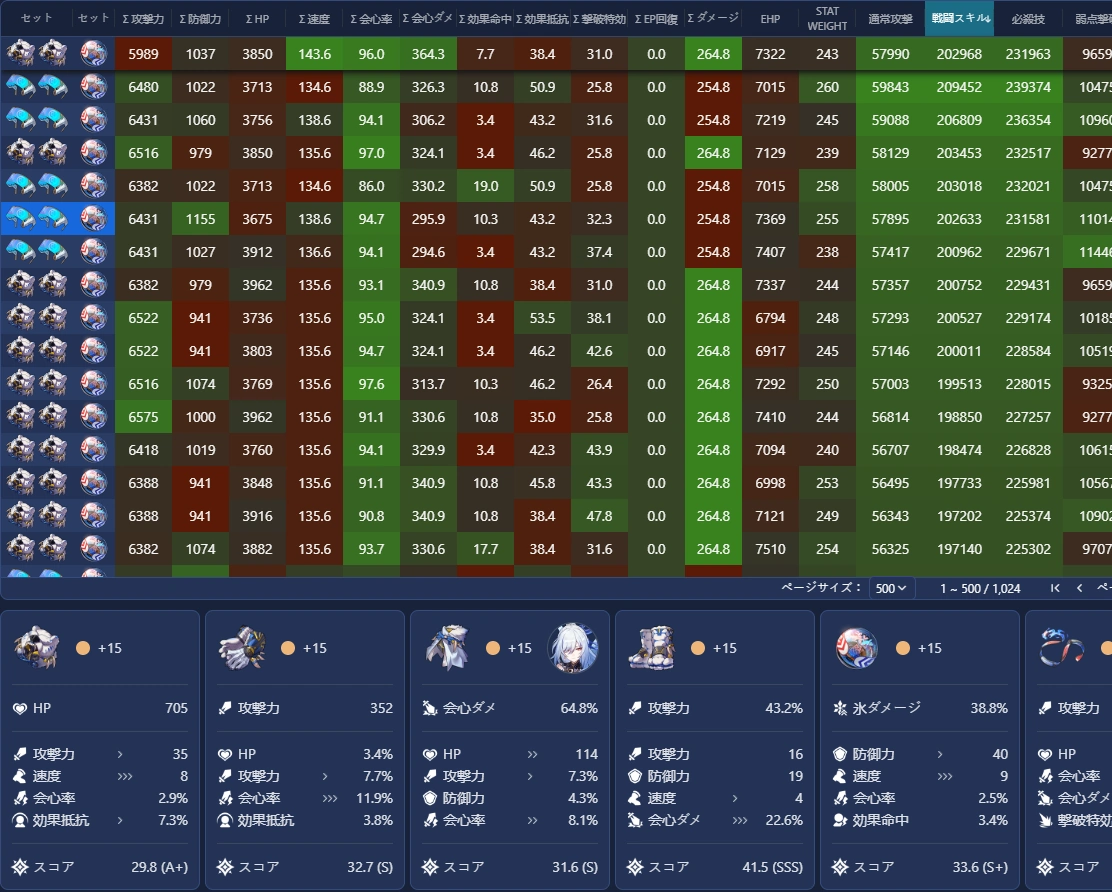 セット セット Σ攻撃力 Σ防御力 ΣHP Σ速度 Σ会心率 Σ会心ダメ Σ効果命中 Σ効果抵抗 Σ撃破特効 ΣEP回復 Σダメージ EHP STAT WEIGHT 通常攻撃 戦闘スキル↓ 必殺技
5989 1037 3850 143.6 96.0 364.3 7.7 38.4 31.0 0.0 264.8 7322 243 57990 202968 231963 9659
6480 1022 3713 134.6 88.9 326.3 10.8 50.9 25.8 0.0 254.8 7015 260 59843 209452 239374
6431 1060 3756 138.6 94.1 306.2 3.4 43.2 31.6 0.0 254.8 7219 245 59088 206809 236354
6516 979 3850 135.6 97.0 324.1 3.4 46.2 25.8 0.0 264.8 7129 239 58129 203453 232517 9277
6382 1022 3713 134.6 86.0 330.2 19.0 50.9 25.8 0.0 254.8 7015 258 58005 203018 232021
6431 1155 3675 138.6 94.7 295.9 10.3 43.2 32.3 0.0 254.8 7369 255 57895 202633 231581
6431 1027 3912 136.6 94.1 294.6 3.4 43.2 37.4 0.0 254.8 7407 238 57417 200962 229671
6382 979 3962 135.6 93.1 340.9 10.8 38.4 31.0 0.0 264.8 7337 244 57357 200752 229431 9659
6522 941 3736 135.6 95.0 324.1 3.4 53.5 38.1 0.0 264.8 6794 248 57293 200527 229174
6522 941 3803 135.6 94.7 324.1 3.4 46.2 42.6 0.0 264.8 6917 245 57146 200011 228584
6516 1074 3769 135.6 97.6 313.7 10.3 46.2 26.4 0.0 264.8 7292 250 57003 199513 228015 9325
6575 1000 3962 135.6 91.1 330.6 10.8 35.0 25.8 0.0 264.8 7410 244 56814 198850 227257 9277
6418 1019 3760 135.6 94.1 329.9 3.4 42.3 43.9 0.0 264.8 7094 240 56707 198474 226828
6388 941 3848 135.6 91.1 340.9 10.8 45.8 43.3 0.0 264.8 6998 253 56495 197733 225981
6388 941 3916 135.6 90.8 340.9 10.8 38.4 47.8 0.0 264.8 7121 249 56343 197202 225374
6382 1074 3882 135.6 93.7 330.6 17.7 38.4 31.6 0.0 264.8 7510 254 56325 197140 225302 9707
ページサイズ： 500 1 ~ 500 / 1,024
+15
HP 705
攻撃力 › 35
速度 ››› 8
会心率 2.9%
効果抵抗 › 7.3%
スコア 29.8 (A+)
+15
攻撃力 352
HP 3.4%
攻撃力 › 7.7%
会心率 ››› 11.9%
効果抵抗 3.8%
スコア 32.7 (S)
+15
会心ダメ 64.8%
HP ›› 114
攻撃力 › 7.3%
防御力 4.3%
会心率 ›› 8.1%
スコア 31.6 (S)
+15
攻撃力 43.2%
攻撃力 16
防御力 19
速度 › 4
会心ダメ ››› 22.6%
スコア 41.5 (SSS)
+15
氷ダメージ 38.8%
防御力 › 40
速度 ››› 9
会心率 2.5%
効果命中 3.4%
スコア 33.6 (S+)
攻撃力
HP
会心率
会心ダメ
撃破特効
スコア